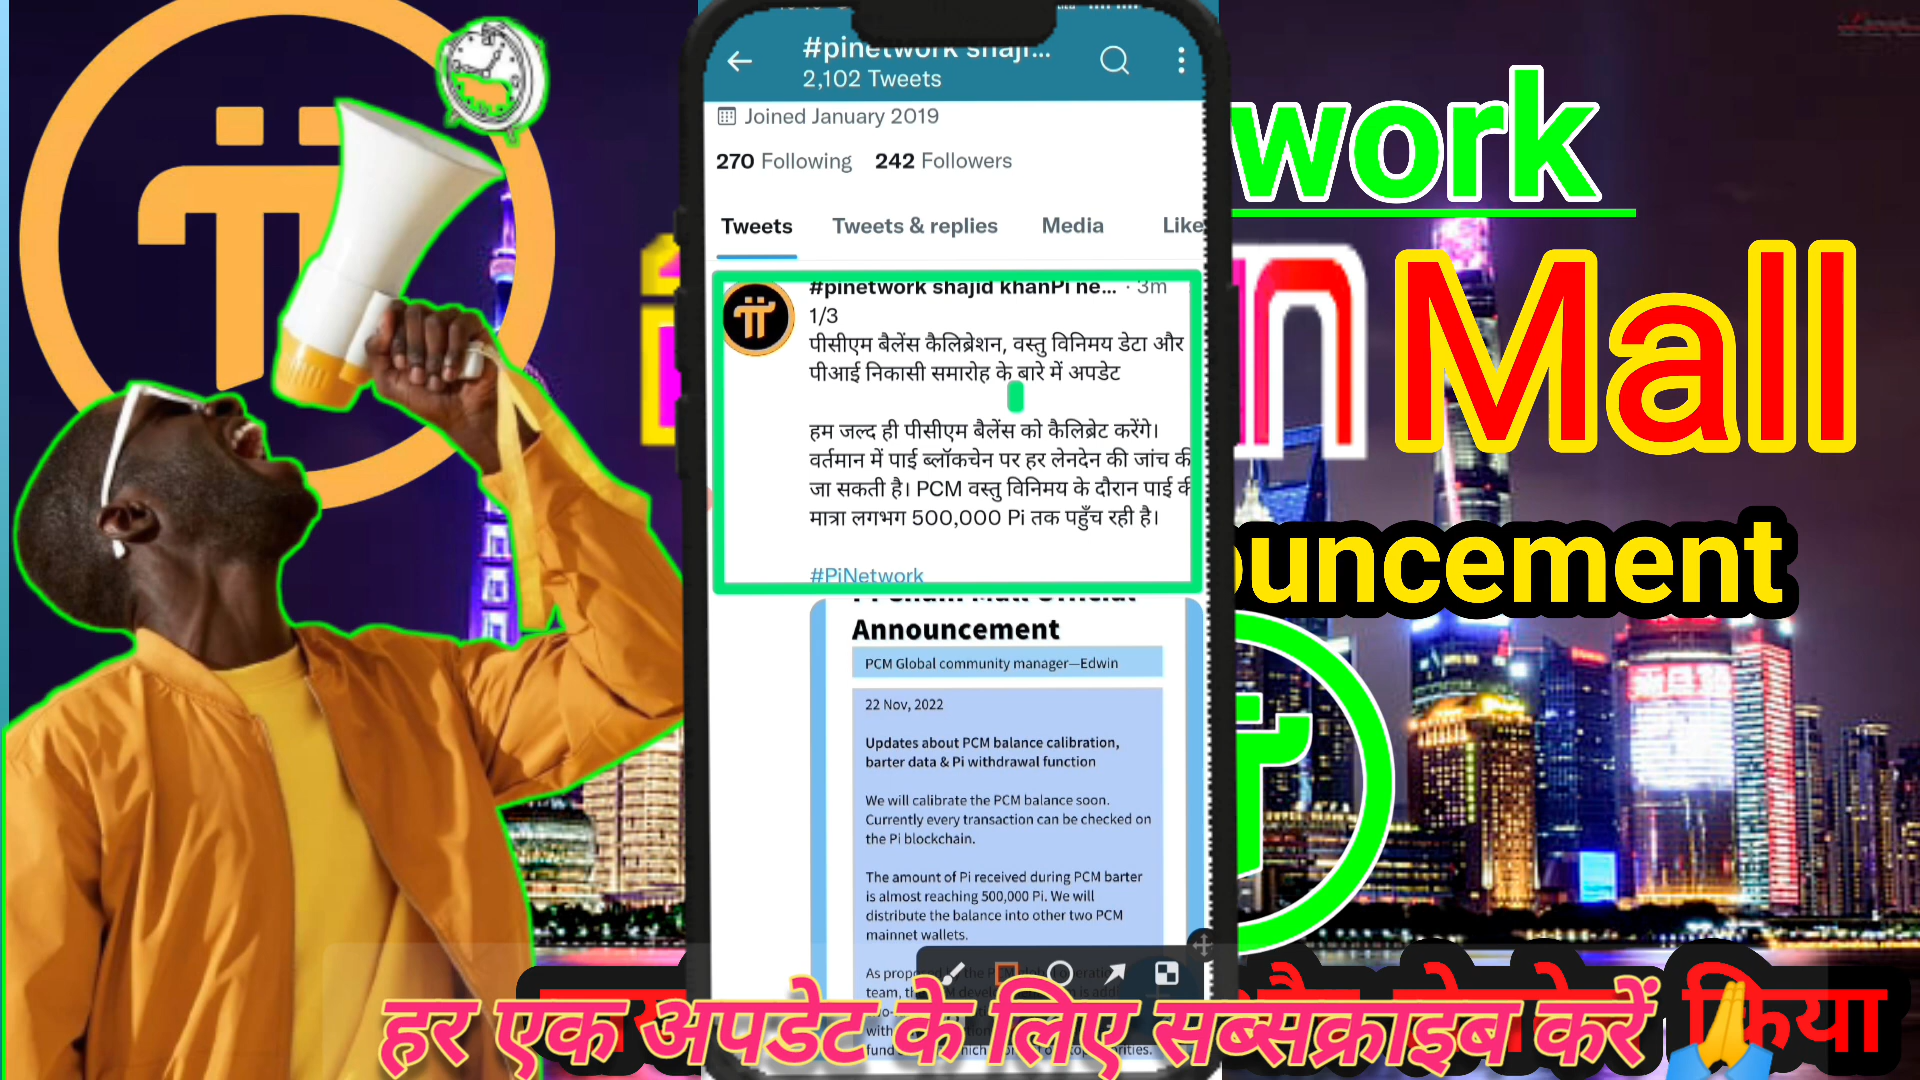 #pinetwork shaji...
2,102 Tweets
Joined January 2019
270 Following 242 Followers
Tweets Tweets & replies Media Like
#pinetwork shajid khanPi ne... · 3m
1/3
पीसीएम बैलेंस कैलिब्रेशन, वस्तु विनिमय डेटा और
पीआई निकासी समारोह के बारे में अपडेट
हम जल्द ही पीसीएम बैलेंस को कैलिब्रेट करेंगे।
वर्तमान में पाई ब्लॉकचेन पर हर लेनदेन की जांच की
जा सकती है। PCM वस्तु विनिमय के दौरान पाई की
मात्रा लगभग 500,000 Pi तक पहुँच रही है।
#PiNetwork
Announcement
PCM Global community manager—Edwin
22 Nov, 2022
Updates about PCM balance calibration,
barter data & Pi withdrawal function
We will calibrate the PCM balance soon.
Currently every transaction can be checked on
the Pi blockchain.
The amount of Pi received during PCM barter
is almost reaching 500,000 Pi. We will
distribute the balance into other two PCM
mainnet wallets.
work
Mall
ouncement
हर एक अपडेट के लिए सब्सक्राइब करें
किया